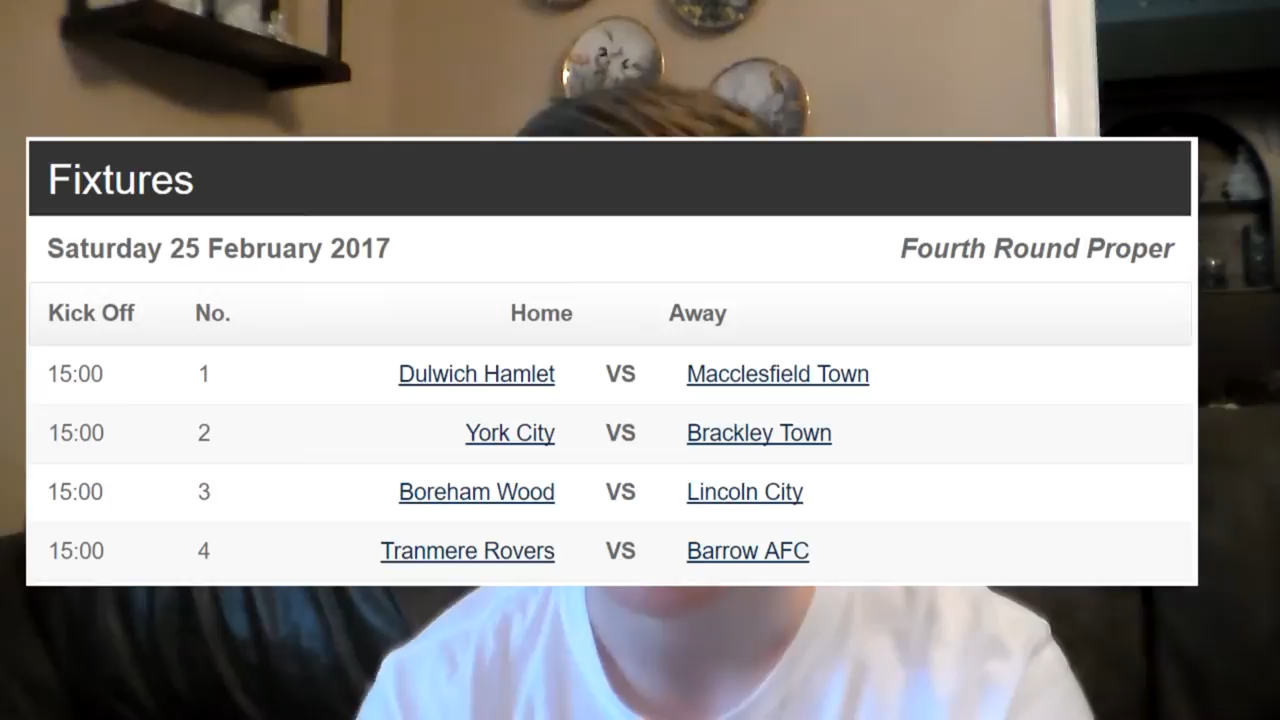 Fixtures
Saturday 25 February 2017 Fourth Round Proper
Kick Off No. Home Away
15:00 1 Dulwich Hamlet VS Macclesfield Town
15:00 2 York City VS Brackley Town
15:00 3 Boreham Wood VS Lincoln City
15:00 4 Tranmere Rovers VS Barrow AFC